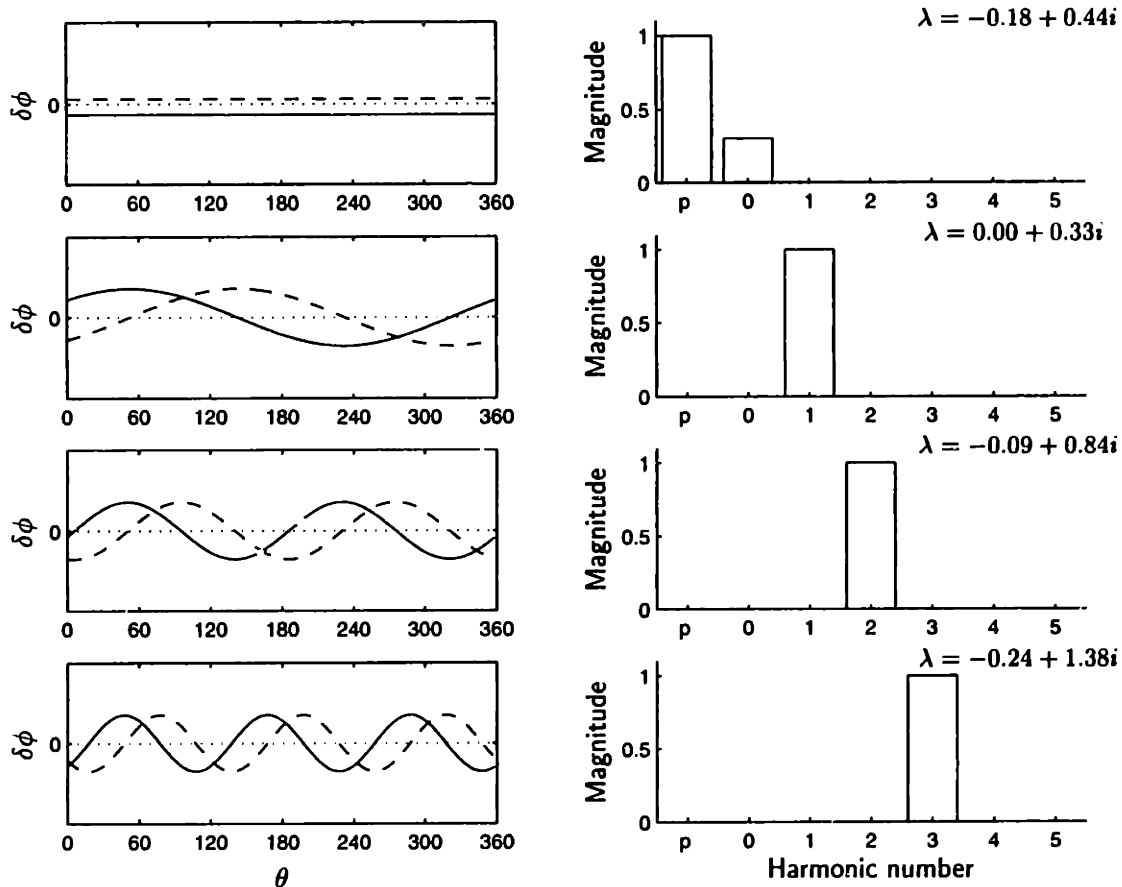 λ = −0.18 + 0.44i
δφ
0
0 60 120 180 240 300 360
Magnitude
1
0.5
0
p 0 1 2 3 4 5
λ = 0.00 + 0.33i
δφ
0
0 60 120 180 240 300 360
Magnitude
1
0.5
0
p 0 1 2 3 4 5
λ = −0.09 + 0.84i
δφ
0
0 60 120 180 240 300 360
Magnitude
1
0.5
0
p 0 1 2 3 4 5
λ = −0.24 + 1.38i
δφ
0
0 60 120 180 240 300 360
θ
Magnitude
1
0.5
0
p 0 1 2 3 4 5
Harmonic number